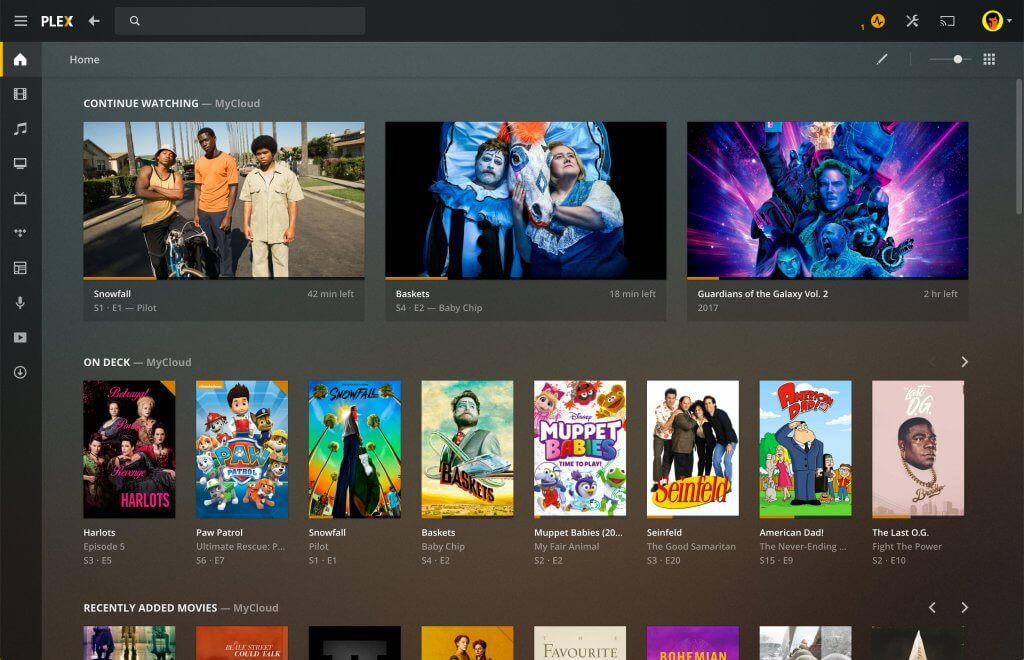 PLEX
1
Home
CONTINUE WATCHING — MyCloud
Snowfall
42 min left
S1 · E1 — Pilot
Baskets
18 min left
S4 · E2 — Baby Chip
Guardians of the Galaxy Vol. 2
2 hr left
2017
ON DECK — MyCloud
Betrayal
Revenge
HARLOTS
nickelodeon
PAW
PATROL
SNOWFALL
BASKETS
Disney
MUPPET
BABIES
TIME TO PLAY!
Seinfeld
AMERICAN
DAD!
the
Last
O.G.
Harlots
Episode 5
S3 · E5
Paw Patrol
Ultimate Rescue: P...
S6 · E7
Snowfall
Pilot
S1 · E1
Baskets
Baby Chip
S4 · E2
Muppet Babies (20...
My Fair Animal
S2 · E2
Seinfeld
The Good Samaritan
S3 · E20
American Dad!
The Never-Ending ...
S15 · E9
The Last O.G.
Fight The Power
S2 · E10
RECENTLY ADDED MOVIES — MyCloud
BEALE STREET
COULD TALK
THE
FAVOURITE
BOHEMIAN